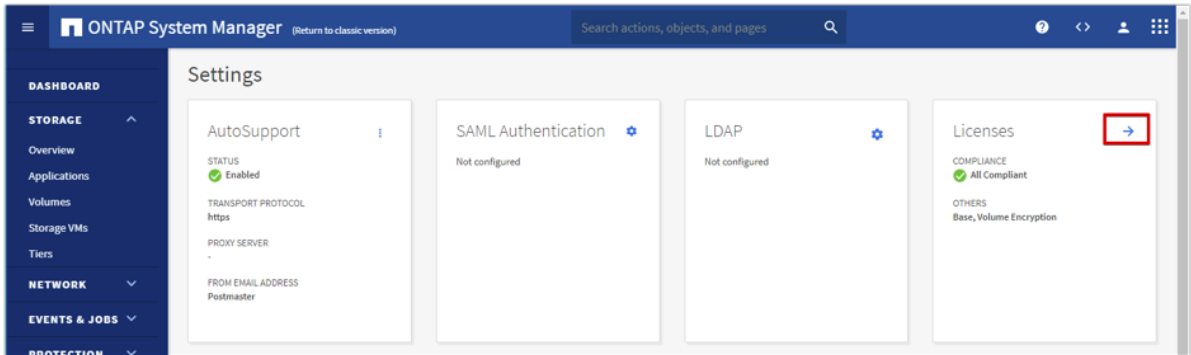 ONTAP System Manager (Return to classic version)
Search actions, objects, and pages
DASHBOARD
STORAGE
Overview
Applications
Volumes
Storage VMs
Tiers
NETWORK
EVENTS & JOBS
PROTECTION
Settings
AutoSupport
STATUS
Enabled
TRANSPORT PROTOCOL
https
PROXY SERVER
-
FROM EMAIL ADDRESS
Postmaster
SAML Authentication
Not configured
LDAP
Not configured
Licenses
COMPLIANCE
All Compliant
OTHERS
Base, Volume Encryption